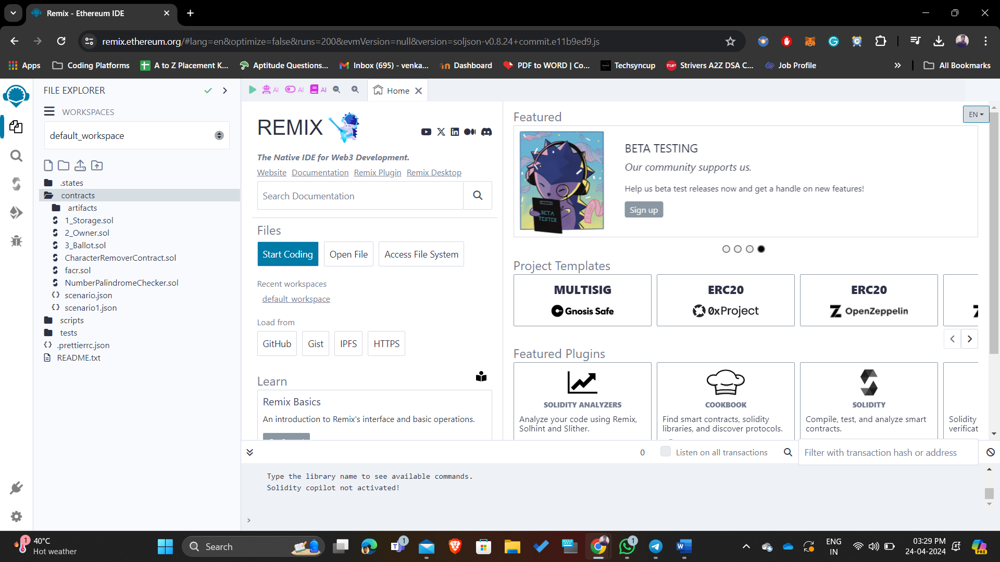 Remix - Ethereum IDE
remix.ethereum.org/#lang=en&optimize=false&runs=200&evmVersion=null&version=soljson-v0.8.24+commit.e11b9ed9.js
Apps
Coding Platforms
A to Z Placement K...
Aptitude Questions...
Inbox (695) - venka...
Dashboard
PDF to WORD | Co...
Techsyncup
Strivers A2Z DSA C...
Job Profile
All Bookmarks
FILE EXPLORER
WORKSPACES
default_workspace
.states
contracts
artifacts
1_Storage.sol
2_Owner.sol
3_Ballot.sol
CharacterRemoverContract.sol
facr.sol
NumberPalindromeChecker.sol
scenario.json
scenario1.json
scripts
tests
.prettierrc.json
README.txt
AI
AI
AI
Home
REMIX
The Native IDE for Web3 Development.
Website Documentation Remix Plugin Remix Desktop
Search Documentation
Files
Start Coding
Open File
Access File System
Recent workspaces
default_workspace
Load from
GitHub
Gist
IPFS
HTTPS
Learn
Remix Basics
An introduction to Remix's interface and basic operations.
Featured
EN
BETA
TESTER
BETA TESTING
Our community supports us.
Help us beta test releases now and get a handle on new features!
Sign up
Project Templates
MULTISIG
Gnosis Safe
ERC20
0xProject
ERC20
OpenZeppelin
Featured Plugins
SOLIDITY ANALYZERS
Analyze your code using Remix,
Solhint and Slither.
COOKBOOK
Find smart contracts, solidity
libraries, and discover protocols.
SOLIDITY
Compile, test, and analyze smart
contracts.
Solidity
verificat
0
Listen on all transactions
Filter with transaction hash or address
Type the library name to see available commands.
Solidity copilot not activated!
>
1
40°C
Hot weather
Search
1
1
ENG
IN
03:29 PM
24-04-2024
PRE